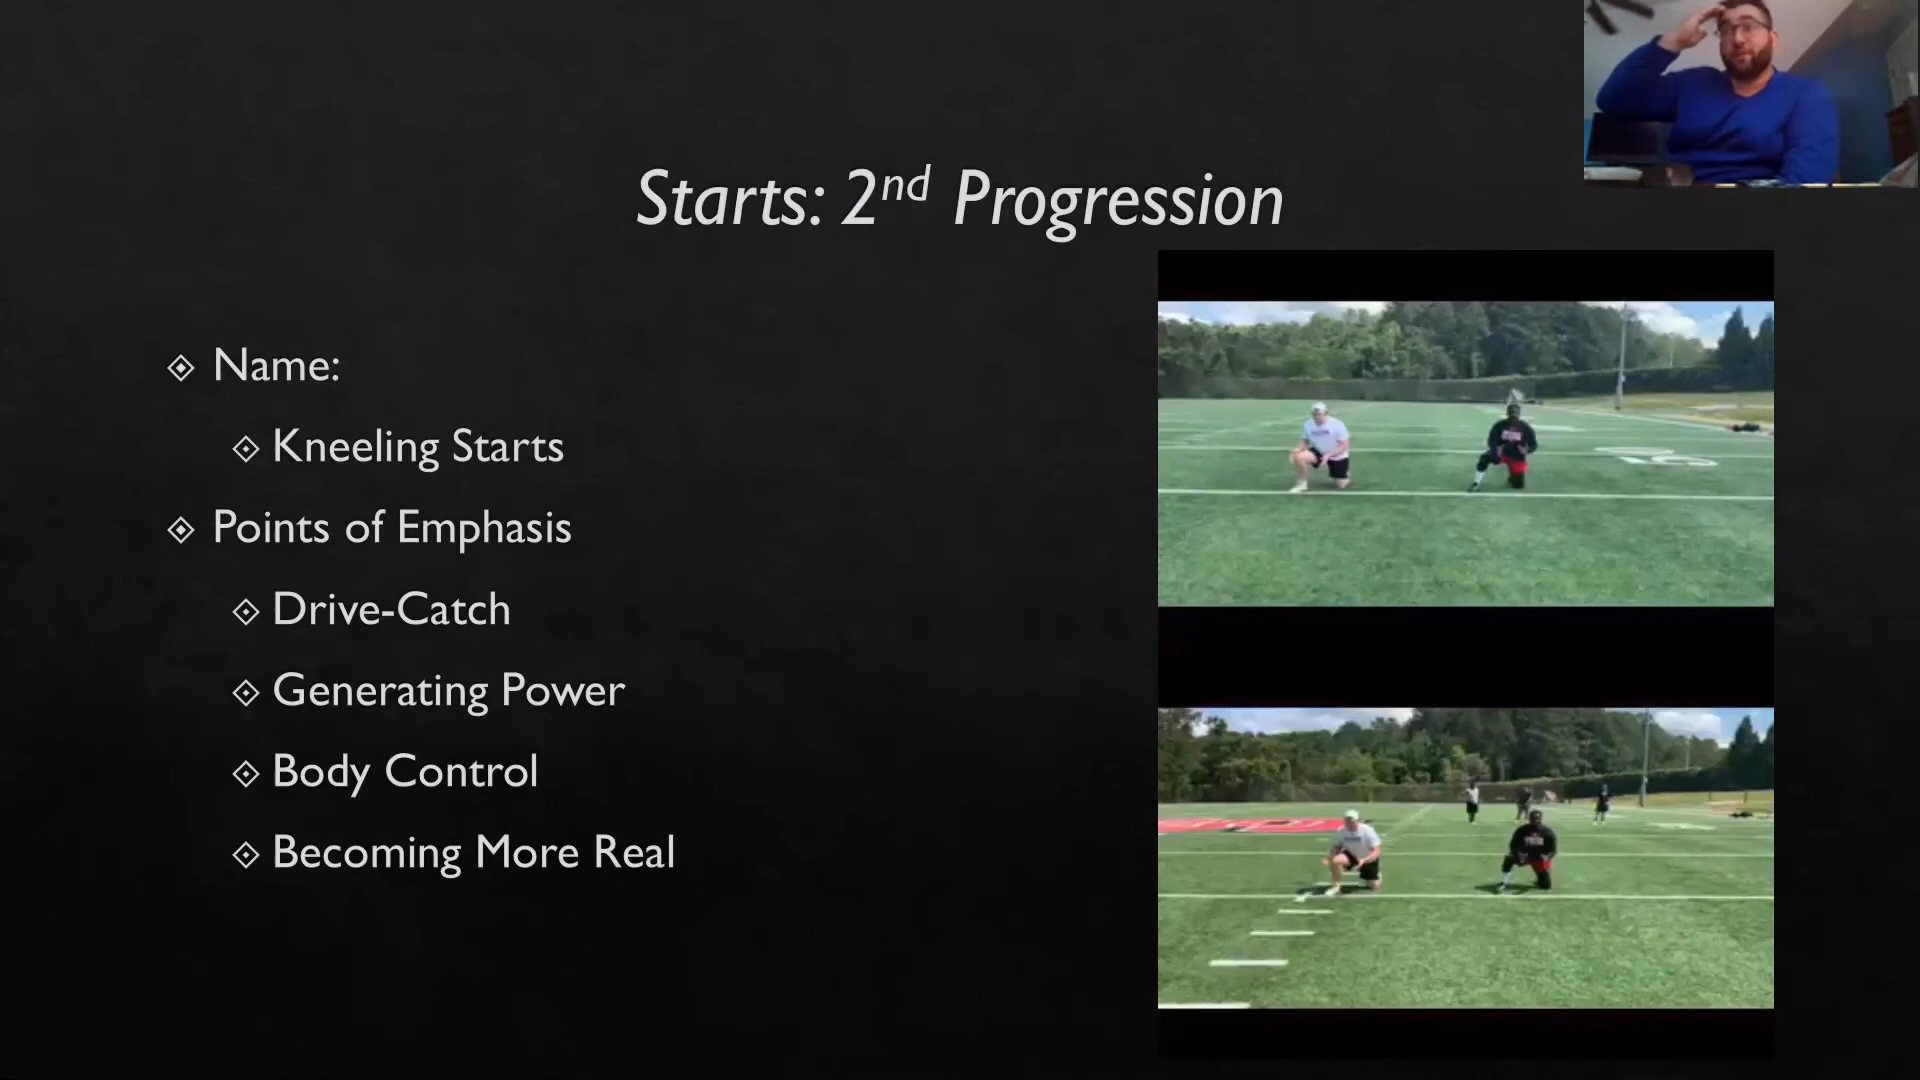 Starts: 2nd Progression
Name:
Kneeling Starts
Points of Emphasis
Drive-Catch
Generating Power
Body Control
Becoming More Real